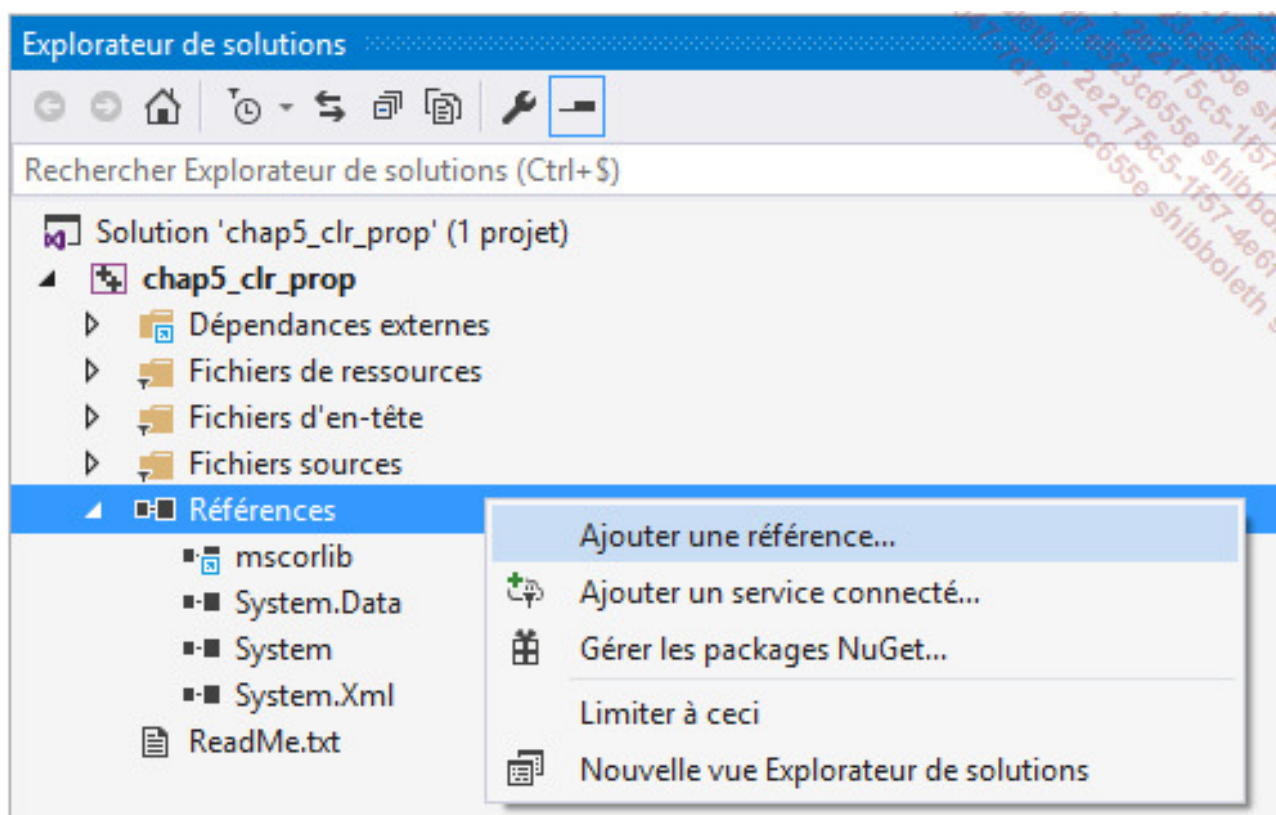 Explorateur de solutions
Rechercher Explorateur de solutions (Ctrl+$)
Solution 'chap5_clr_prop' (1 projet)
chap5_clr_prop
Dépendances externes
Fichiers de ressources
Fichiers d'en-tête
Fichiers sources
Références
Ajouter une référence...
mscorlib
Ajouter un service connecté...
System.Data
System
Gérer les packages NuGet...
System.Xml
Limiter à ceci
ReadMe.txt
Nouvelle vue Explorateur de solutions